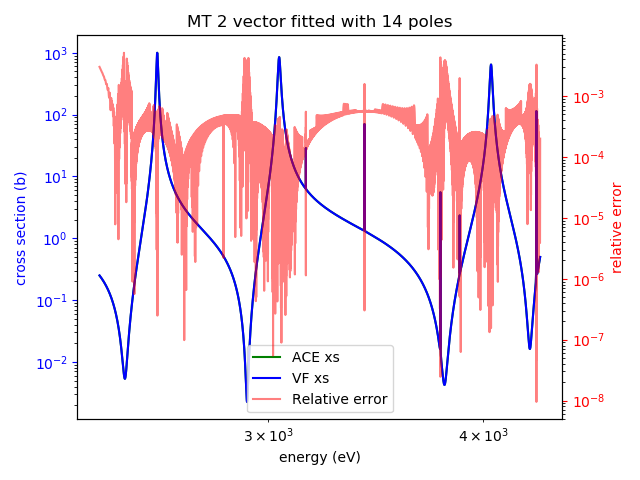 MT 2 vector fitted with 14 poles
cross section (b)
10³
10²
10¹
10⁰
10⁻¹
10⁻²
10⁻³
10⁻⁴
10⁻⁵
10⁻⁶
10⁻⁷
10⁻⁸
relative error
ACE xs
VF xs
Relative error
3 × 10³
4 × 10³
energy (eV)